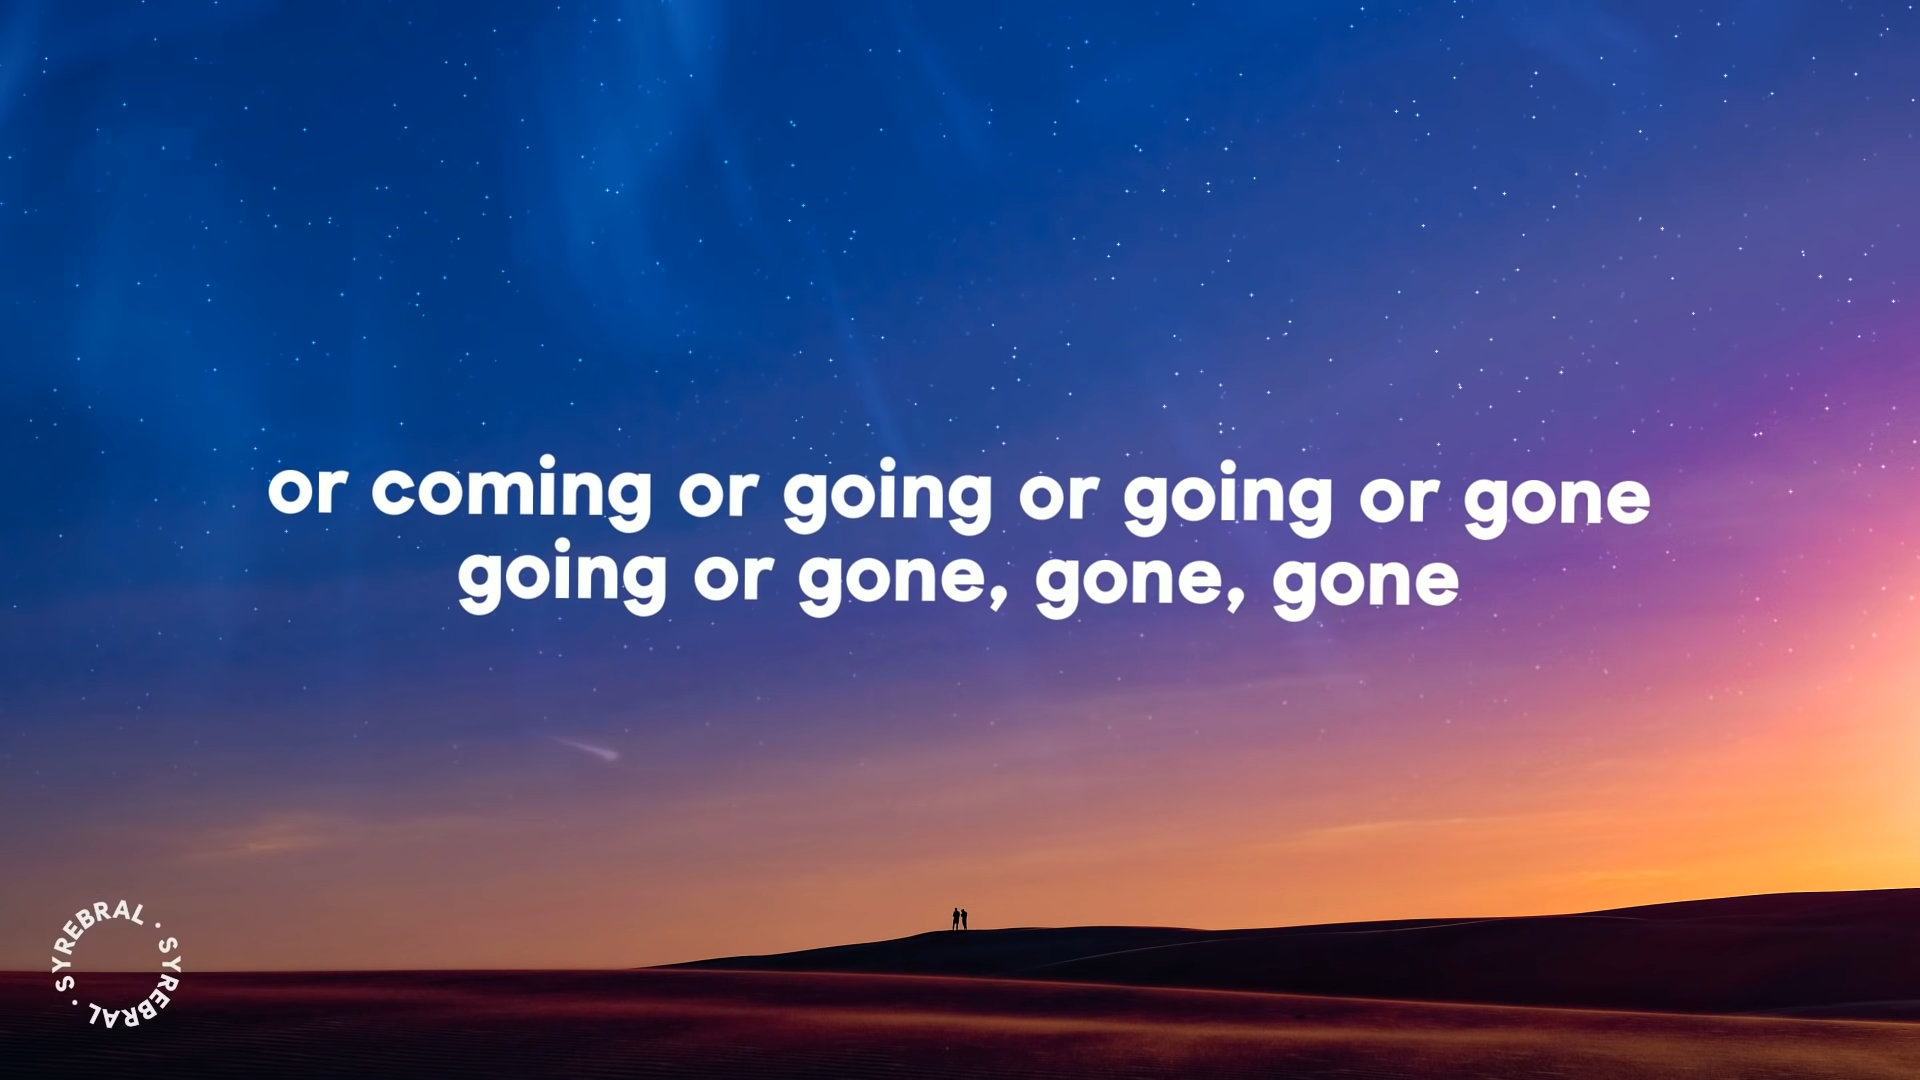 or coming or going or going or gone
going or gone, gone, gone
SYREBRAL · SYREBRAL ·